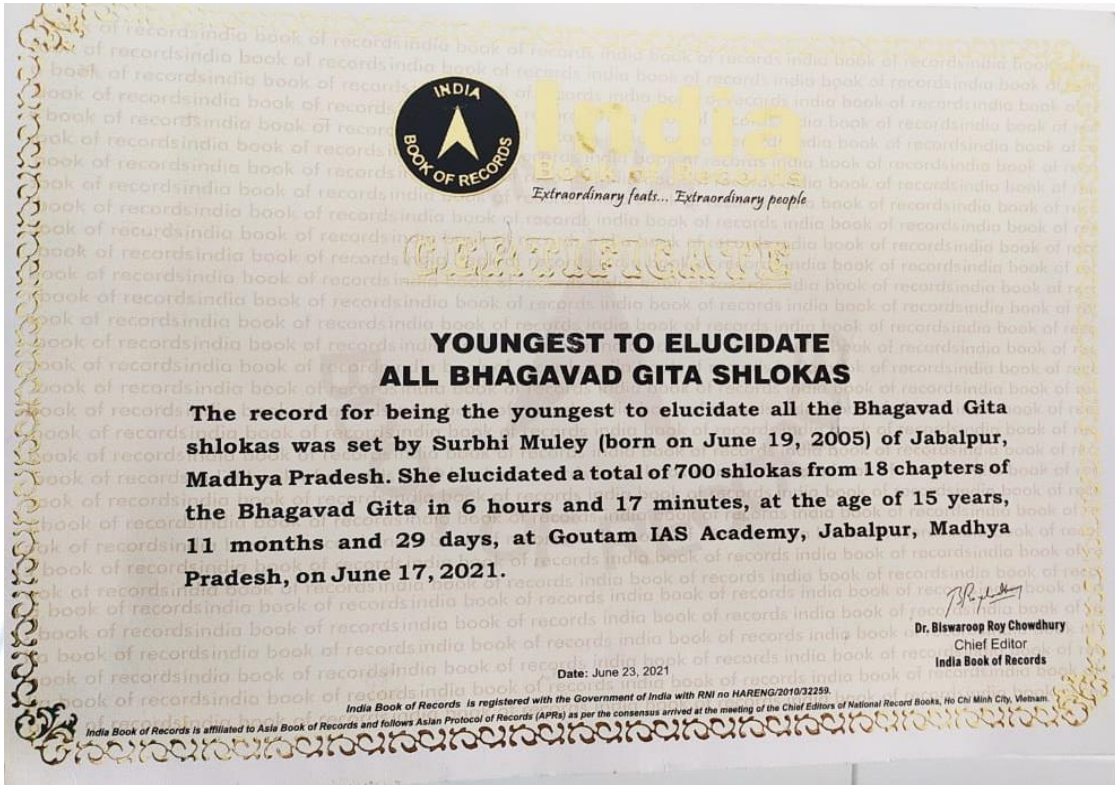 INDIA
BOOK OF RECORDS
India
Book of Records
Extraordinary feats... Extraordinary people
CERTIFICATE
YOUNGEST TO ELUCIDATE
ALL BHAGAVAD GITA SHLOKAS
The record for being the youngest to elucidate all the Bhagavad Gita
shlokas was set by Surbhi Muley (born on June 19, 2005) of Jabalpur,
Madhya Pradesh. She elucidated a total of 700 shlokas from 18 chapters of
the Bhagavad Gita in 6 hours and 17 minutes, at the age of 15 years,
11 months and 29 days, at Goutam IAS Academy, Jabalpur, Madhya
Pradesh, on June 17, 2021.
Dr. Biswaroop Roy Chowdhury
Chief Editor
India Book of Records
Date: June 23, 2021
India Book of Records is registered with the Government of India with RNI no HARENG/2010/32259.
India Book of Records is affiliated to Asia Book of Records and follows Asian Protocol of Records (APRs) as per the consensus arrived at the meeting of the Chief Editors of National Record Books, Ho Chi Minh City, Vietnam.